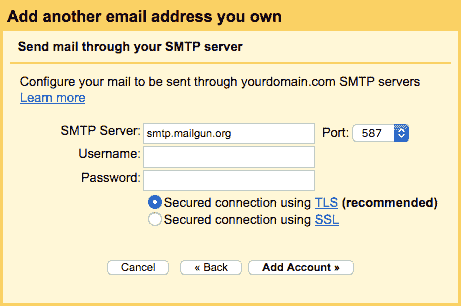 Add another email address you own
Send mail through your SMTP server
Configure your mail to be sent through yourdomain.com SMTP servers
Learn more
SMTP Server: smtp.mailgun.org Port: 587
Username:
Password:
Secured connection using TLS (recommended)
Secured connection using SSL
Cancel « Back Add Account »